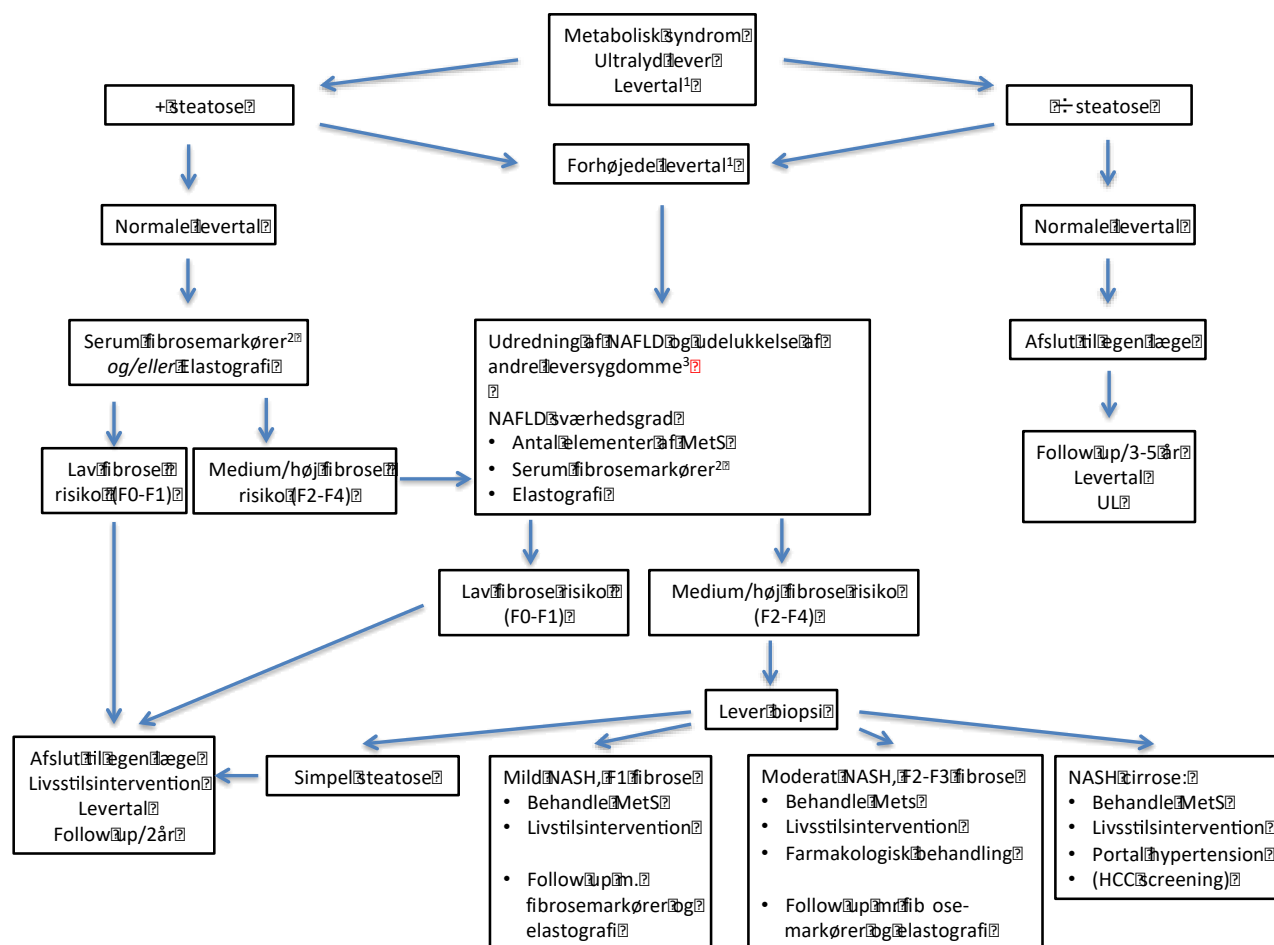 Metabolisk syndrom
Ultralyd lever
Levertal¹
+ steatose
÷ steatose
Forhøjede levertal¹
Normale levertal
Normale levertal
Serum fibrosemarkører²
og/eller Elastografi
Udredning af NAFLD og udelukkelse af
andre leversygdomme³
NAFLD sværhedsgrad
• Antal elementer af MetS
• Serum fibrosemarkører²
• Elastografi
Afslut til egen læge
Lav fibrose
risiko (F0-F1)
Medium/høj fibrose
risiko (F2-F4)
Follow up/3-5 år
Levertal
UL
Lav fibrose risiko
(F0-F1)
Medium/høj fibrose risiko
(F2-F4)
Lever biopsi
Afslut til egen læge
Livsstilsintervention
Levertal
Follow up/2år
Simpel steatose
Mild NASH, F1 fibrose
• Behandle MetS
• Livstilsintervention
• Follow up m.
fibrosemarkører og
elastografi
Moderat NASH, F2-F3 fibrose
• Behandle Mets
• Livsstilsintervention
• Farmakologisk behandling
• Follow up mr fib ose-
markører og elastografi
NASH cirrose:
• Behandle MetS
• Livsstilsintervention
• Portal hypertension
• (HCC screening)